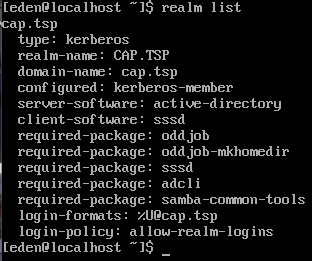 [eden@localhost ~]$ realm list
cap.tsp
  type: kerberos
  realm-name: CAP.TSP
  domain-name: cap.tsp
  configured: kerberos-member
  server-software: active-directory
  client-software: sssd
  required-package: oddjob
  required-package: oddjob-mkhomedir
  required-package: sssd
  required-package: adcli
  required-package: samba-common-tools
  login-formats: %U@cap.tsp
  login-policy: allow-realm-logins
[eden@localhost ~]$ _